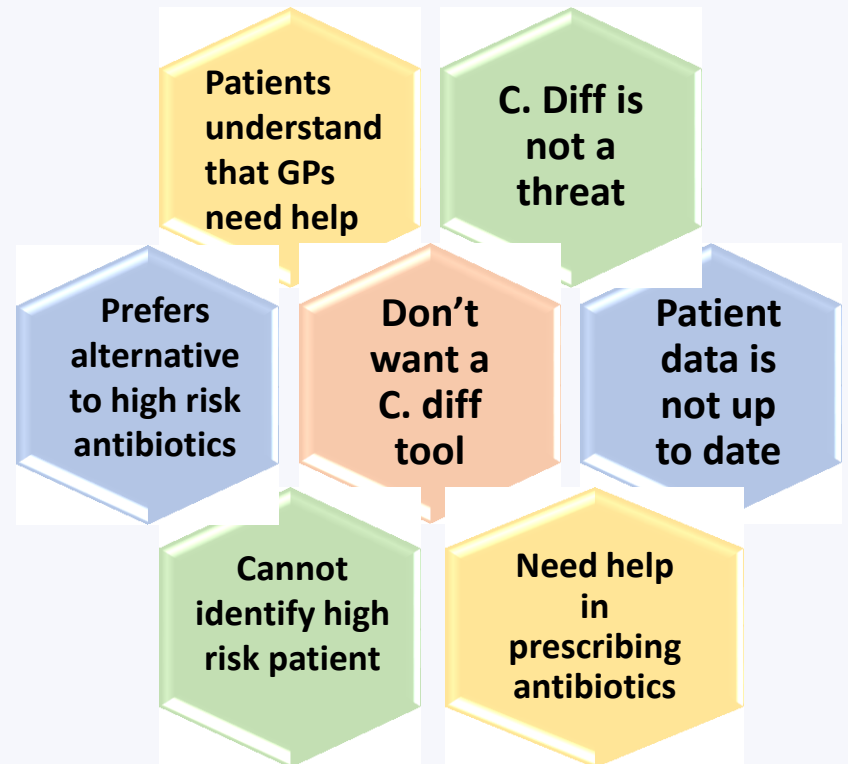 Patients
understand
that GPs
need help
C. Diff is
not a
threat
Prefers
alternative
to high risk
antibiotics
Don’t
want a
C. diff
tool
Patient
data is
not up
to date
Cannot
identify high
risk patient
Need help
in
prescribing
antibiotics